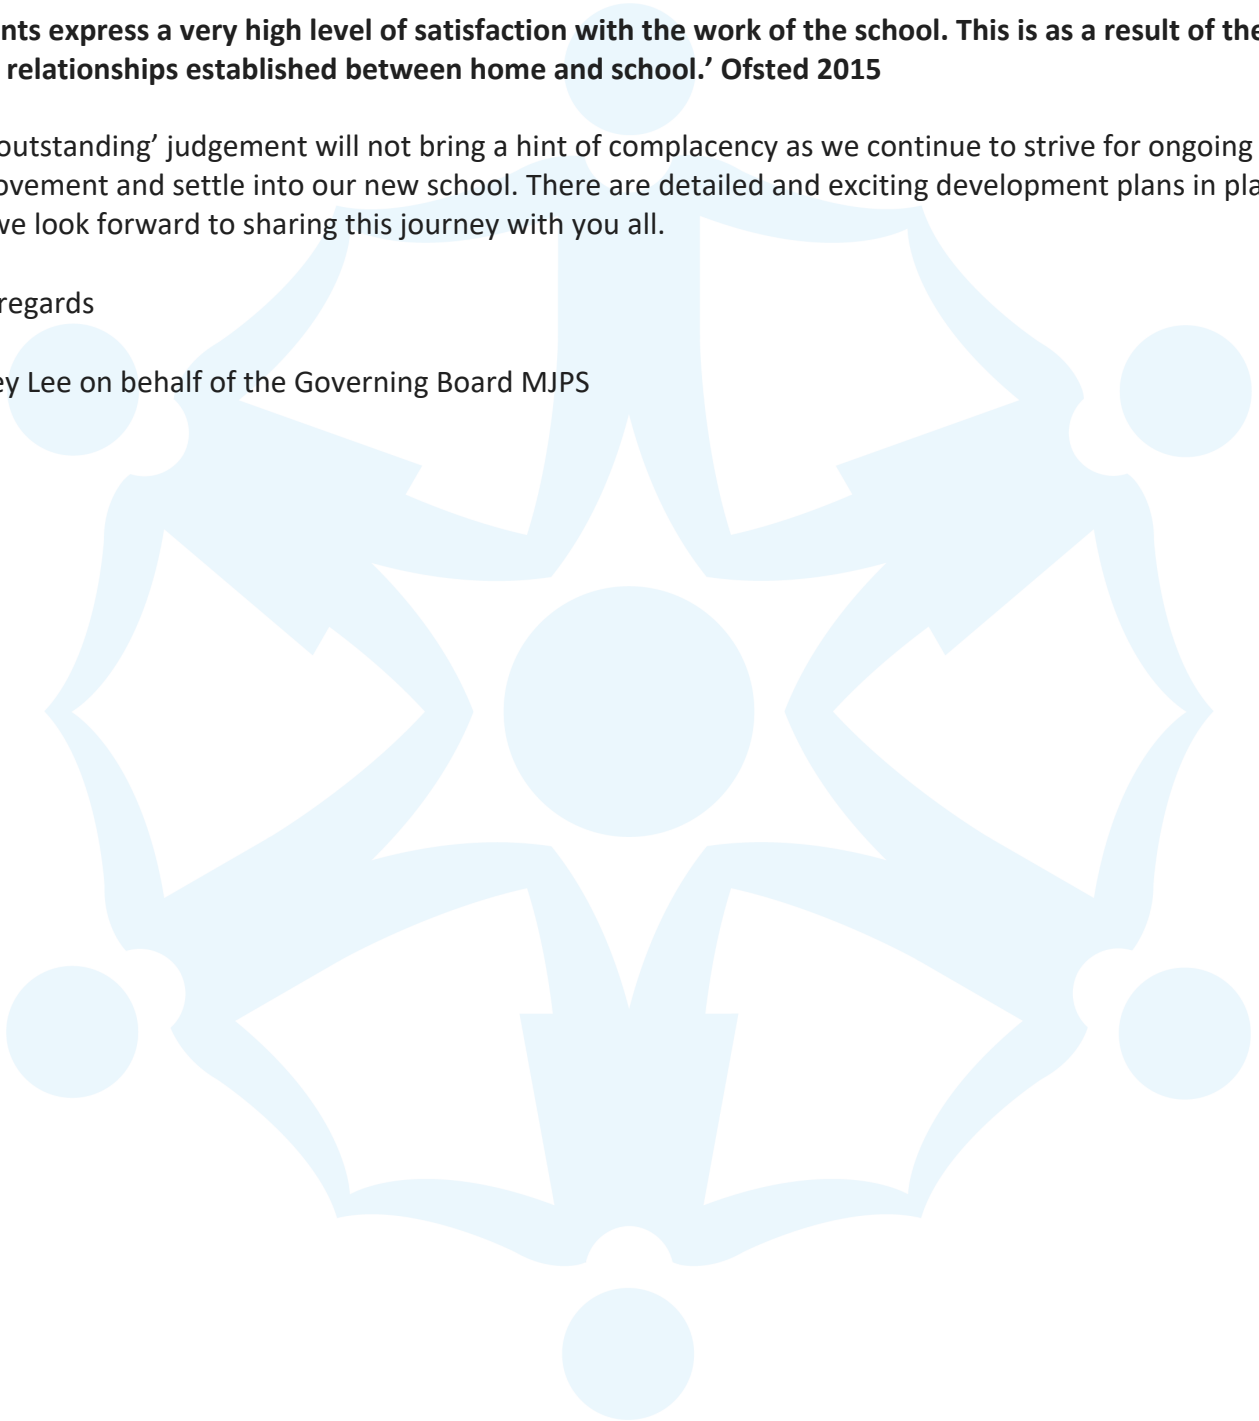 nts express a very high level of satisfaction with the work of the school. This is as a result of the
relationships established between home and school.’ Ofsted 2015
outstanding’ judgement will not bring a hint of complacency as we continue to strive for ongoing
ovement and settle into our new school. There are detailed and exciting development plans in pla
we look forward to sharing this journey with you all.
regards
ey Lee on behalf of the Governing Board MJPS